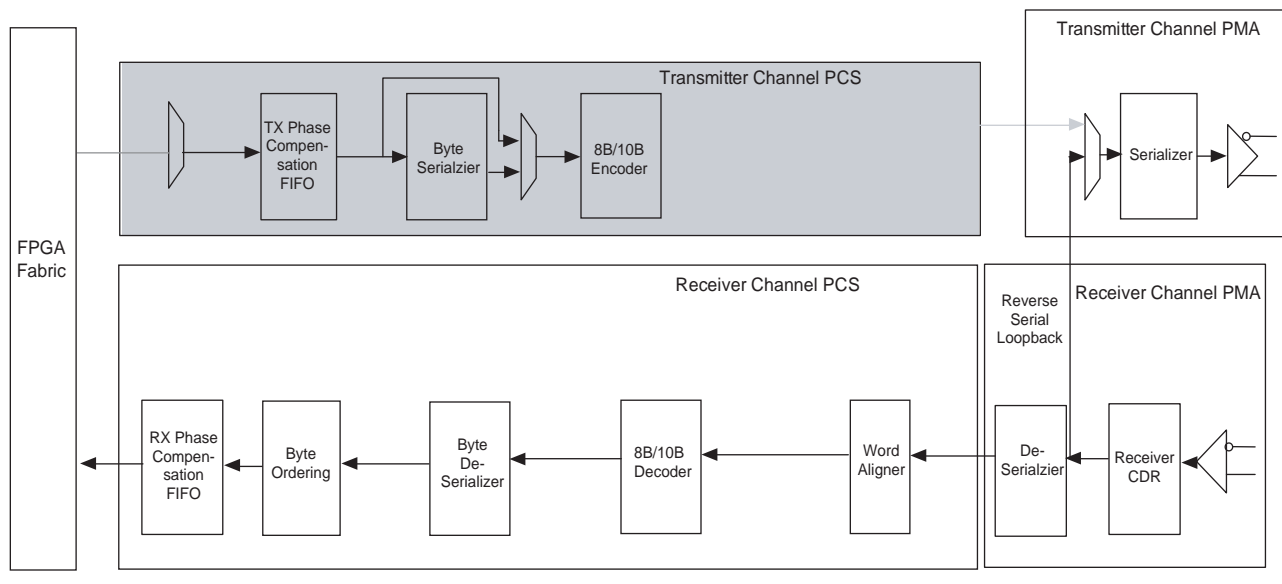 Transmitter Channel PMA
Transmitter Channel PCS
TX Phase
Compen-
sation
FIFO
Byte
Serialzier
8B/10B
Encoder
Serializer
FPGA
Fabric
Receiver Channel PCS
Receiver Channel PMA
Reverse
Serial
Loopback
RX Phase
Compen-
sation
FIFO
Byte
Ordering
Byte
De-
Serializer
8B/10B
Decoder
Word
Aligner
De-
Serialzier
Receiver
CDR